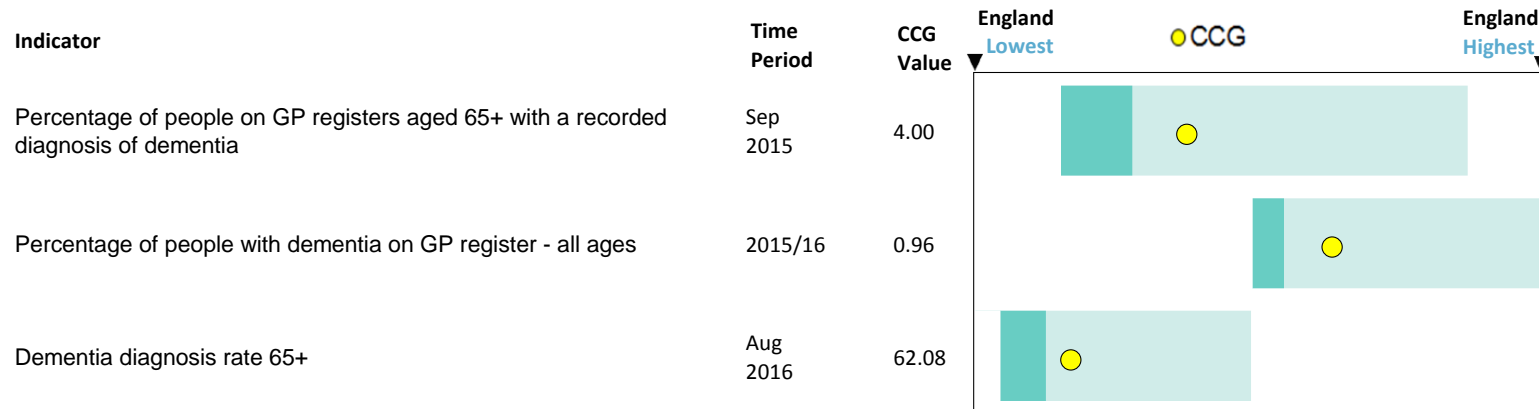 Indicator
Time Period
CCG Value
England Lowest
CCG
England Highest
Percentage of people on GP registers aged 65+ with a recorded
diagnosis of dementia
Sep
2015
4.00
Percentage of people with dementia on GP register - all ages
2015/16
0.96
Dementia diagnosis rate 65+
Aug
2016
62.08